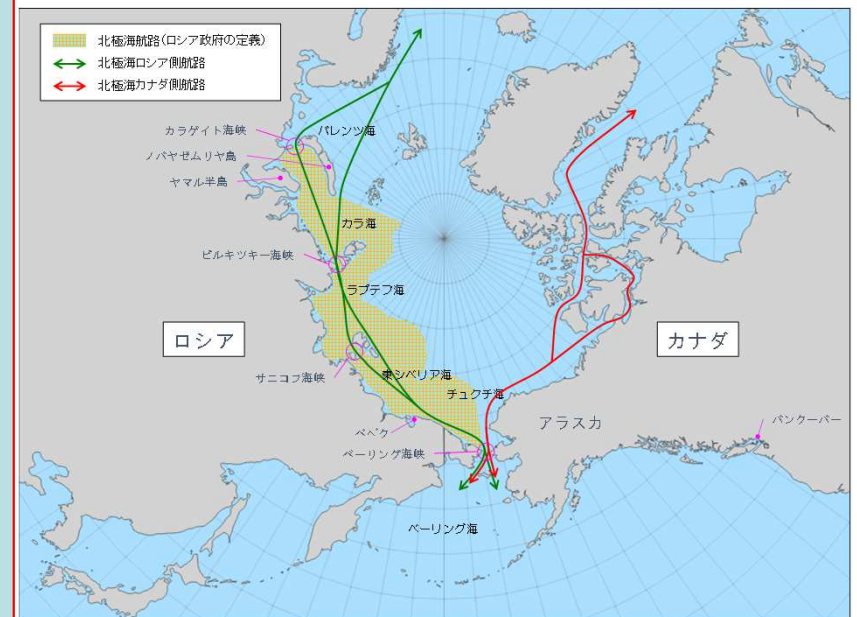 北極海航路(ロシア政府の定義)
北極海ロシア側航路
北極海カナダ側航路
カラゲイト海峡
バレンツ海
ノバヤゼムリヤ島
ヤマル半島
カラ海
ビルキツキー海峡
ラプテフ海
ロシア
カナダ
サニコフ海峡
東シベリア海
チュクチ海
ペベク
アラスカ
バンクーバー
ベーリング海峡
ベーリング海